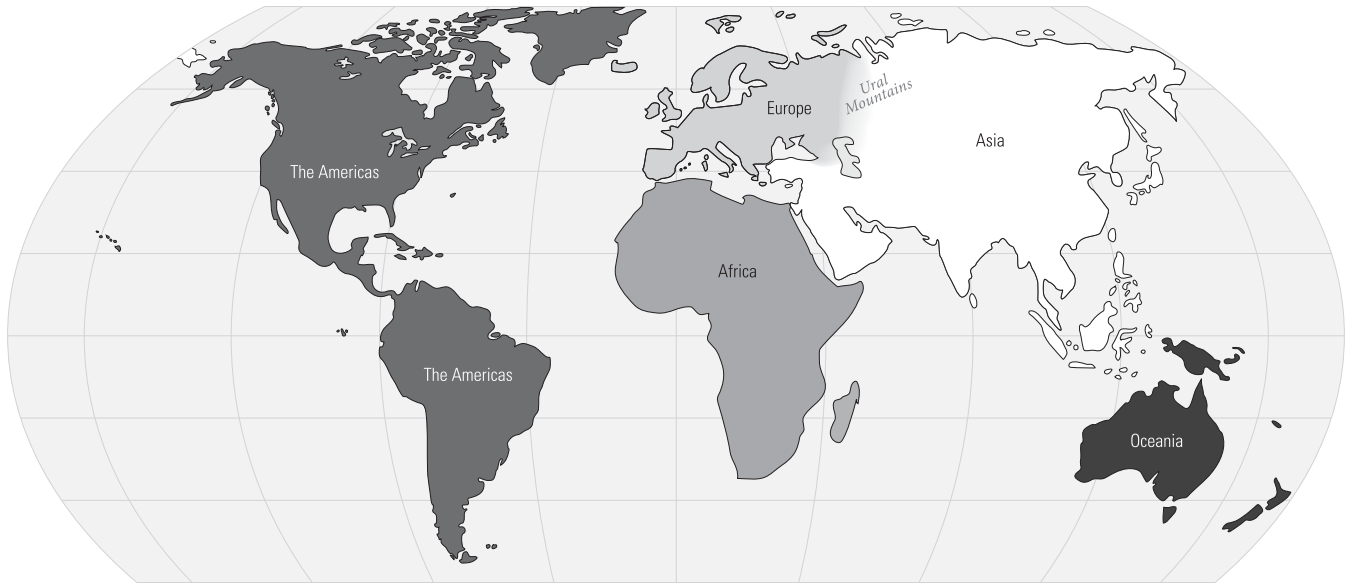 Ural
Mountains
Europe
Asia
The Americas
Africa
The Americas
Oceania